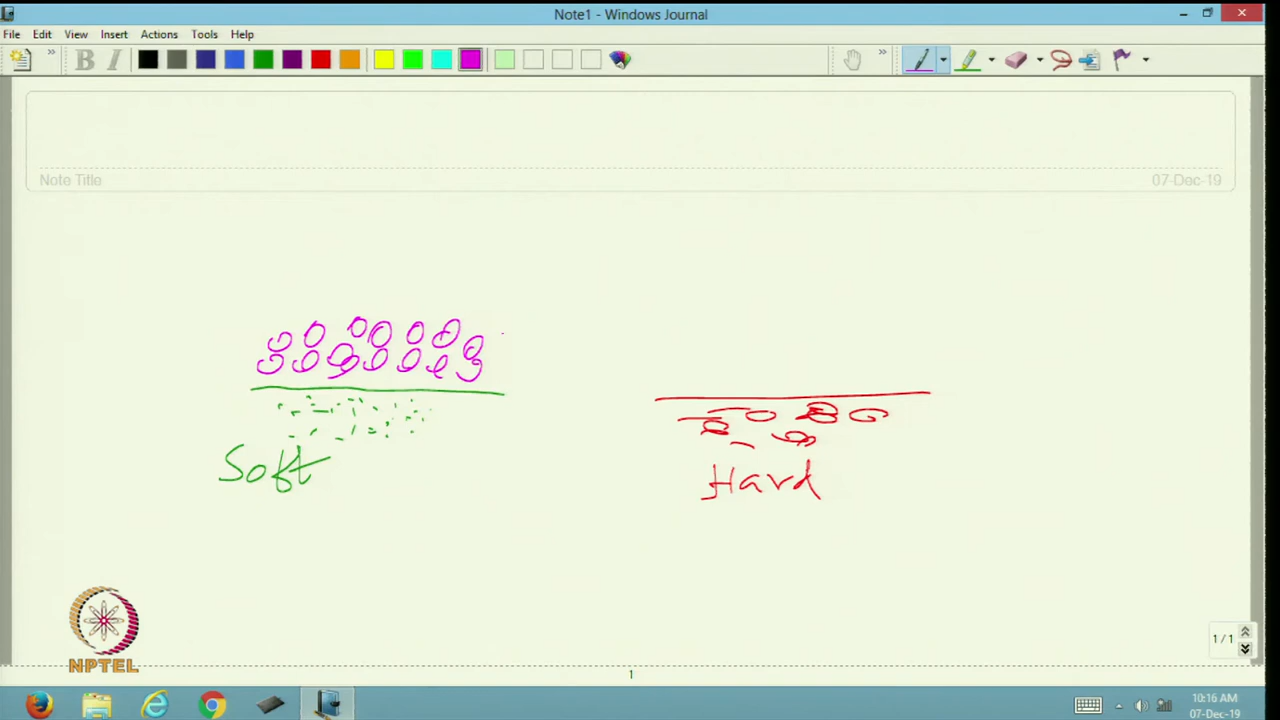 Note1 - Windows Journal
File Edit View Insert Actions Tools Help
B I
Note Title
07-Dec-19
Soft
Hard
NPTEL
1 / 1
1
10:16 AM
07-Dec-19